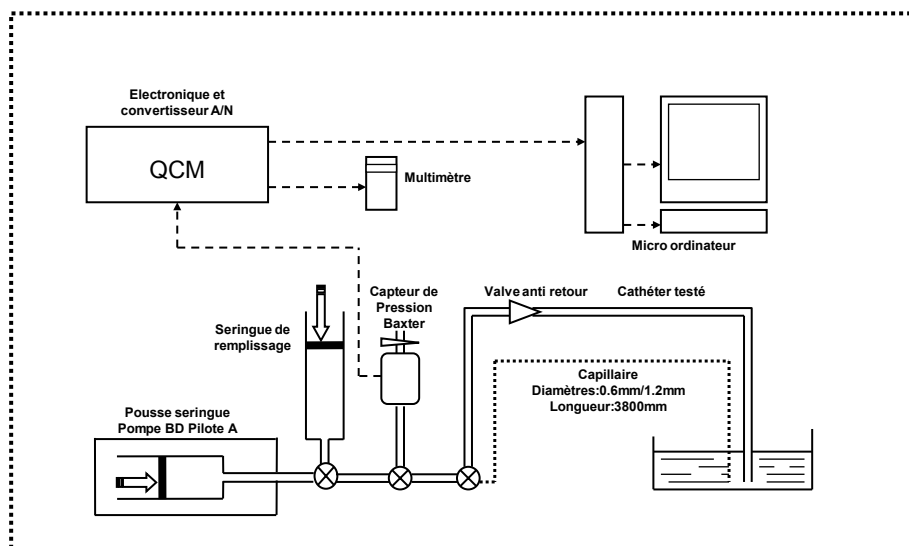 Electronique et
convertisseur A/N
QCM
Multimètre
Micro ordinateur
Capteur de
Pression
Baxter
Valve anti retour
Cathéter testé
Seringue de
remplissage
Capillaire
Diamètres:0.6mm/1.2mm
Longueur:3800mm
Pousse seringue
Pompe BD Pilote A